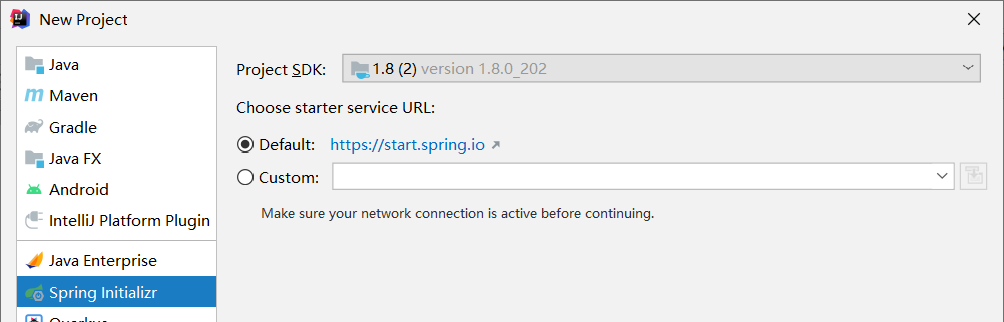 New Project
Java
Maven
Gradle
Java FX
Android
IntelliJ Platform Plugin
Java Enterprise
Spring Initializr
Project SDK: 1.8 (2) version 1.8.0_202
Choose starter service URL:
Default: https://start.spring.io
Custom:
Make sure your network connection is active before continuing.